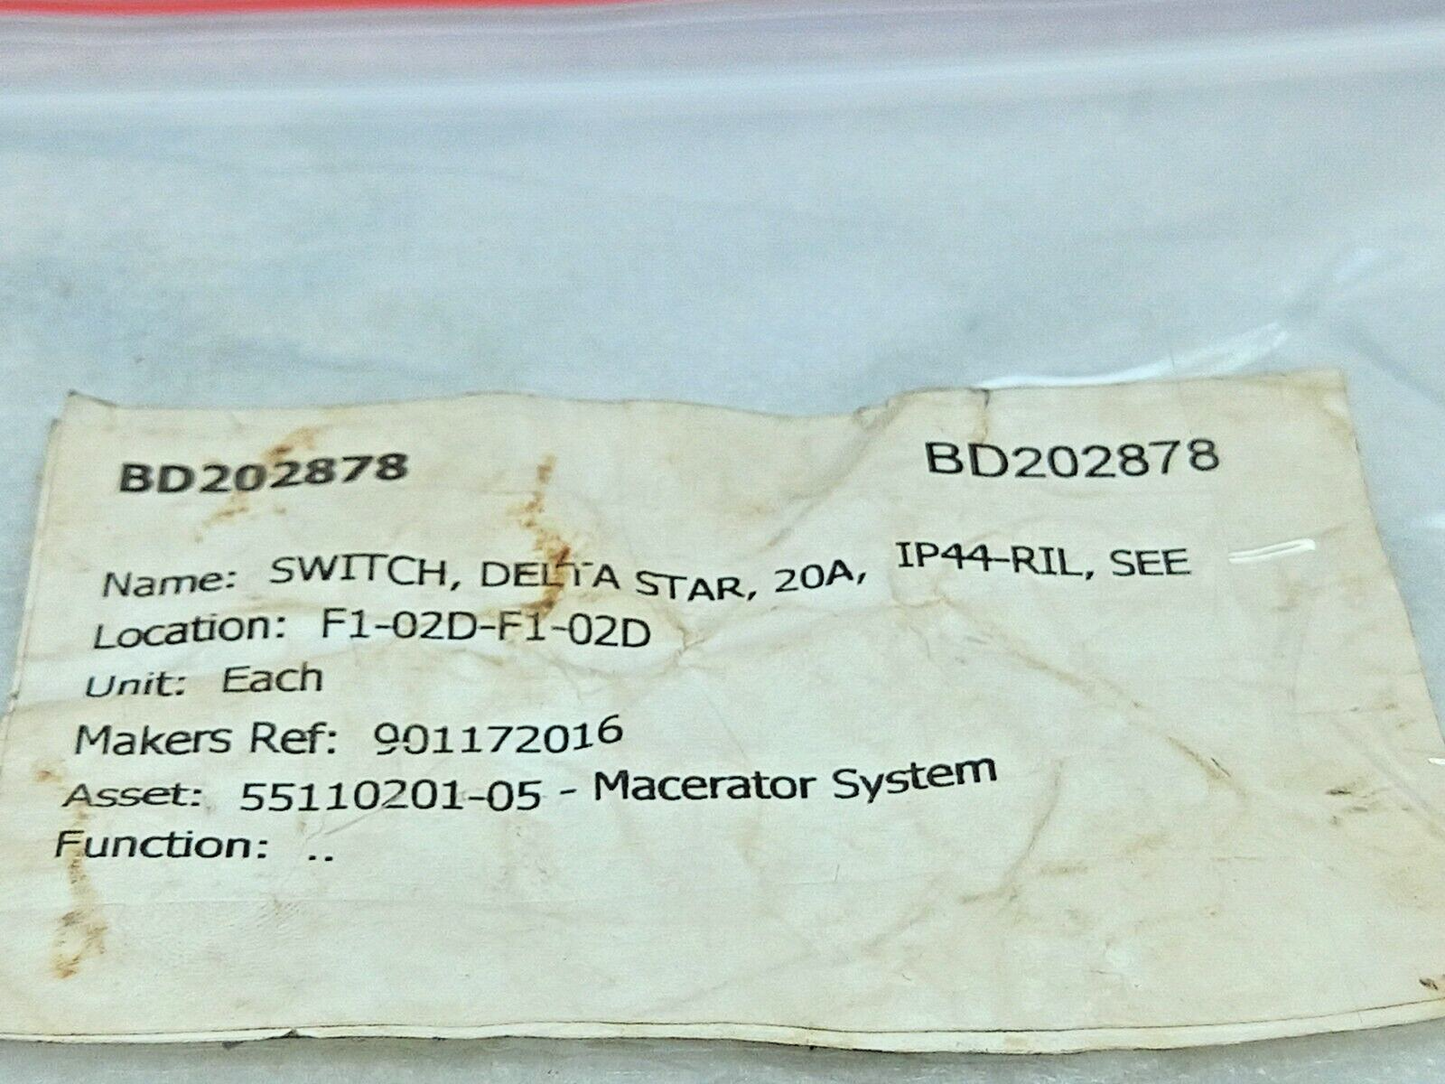 BD202878 BD202878
Name: SWITCH, DELTA STAR, 20A, IP44-RIL, SEE
Location: F1-02D-F1-02D
Unit: Each
Makers Ref: 901172016
Asset: 55110201-05 - Macerator System
Function: ..